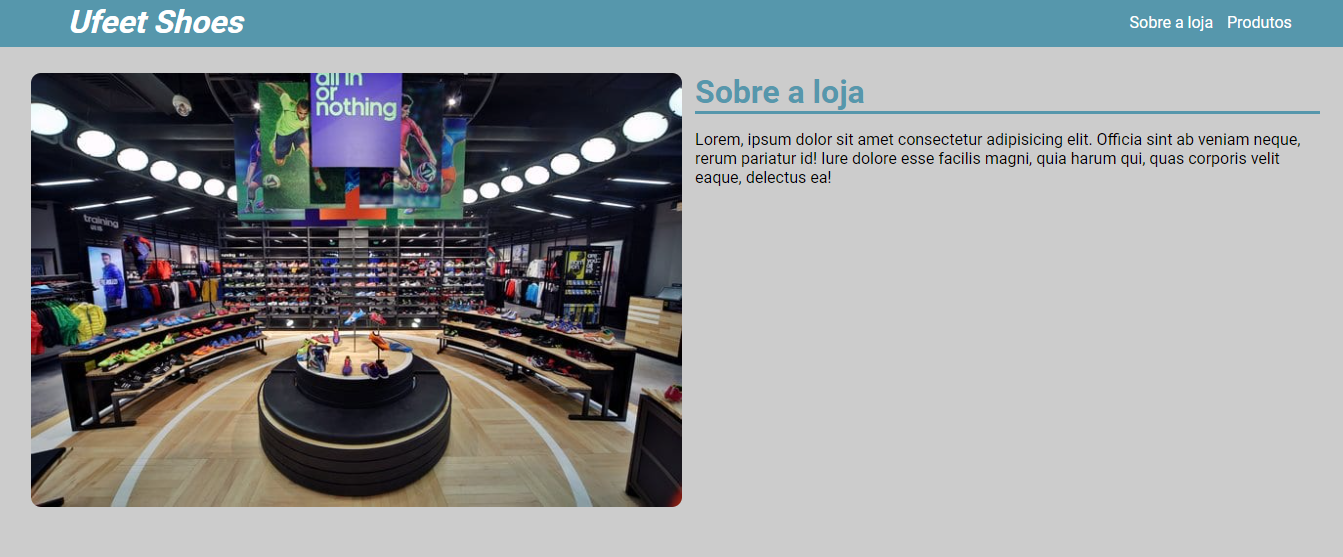 Ufeet Shoes
Sobre a loja Produtos
all in
or
nothing
training
Sobre a loja
Lorem, ipsum dolor sit amet consectetur adipisicing elit. Officia sint ab veniam neque,
rerum pariatur id! Iure dolore esse facilis magni, quia harum qui, quas corporis velit
eaque, delectus ea!